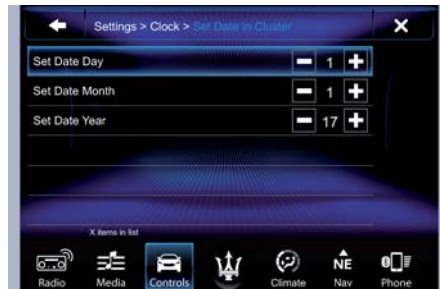 Settings > Clock > Set Date in Cluster
Set Date Day 1
Set Date Month 1
Set Date Year 17
X items in list
Radio Media Controls Climate NE Nav Phone